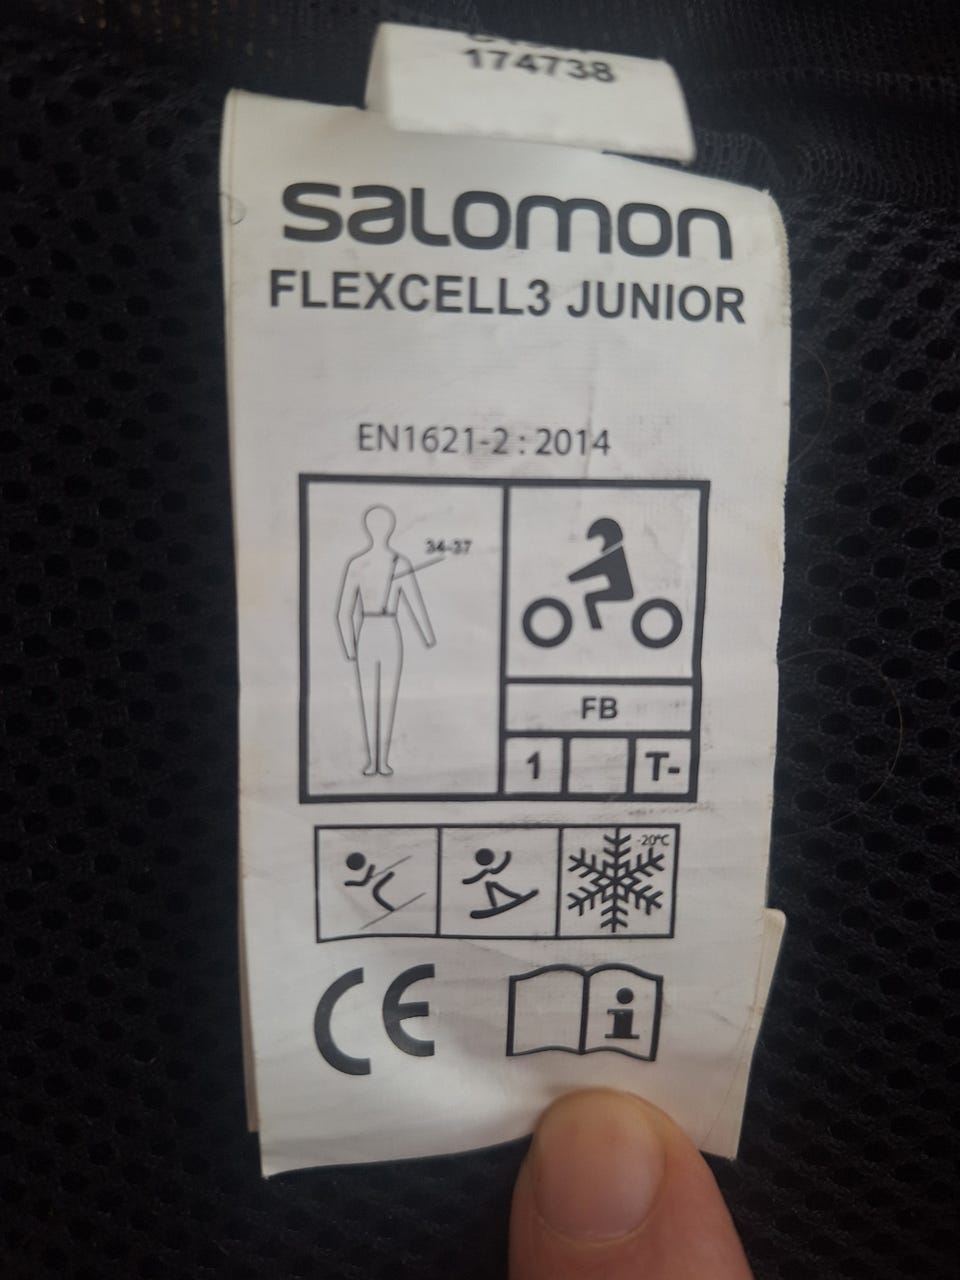 174738
salomon
FLEXCELL3 JUNIOR
EN1621-2 : 2014
34-37
FB
1
T-
-20°C
CE
i